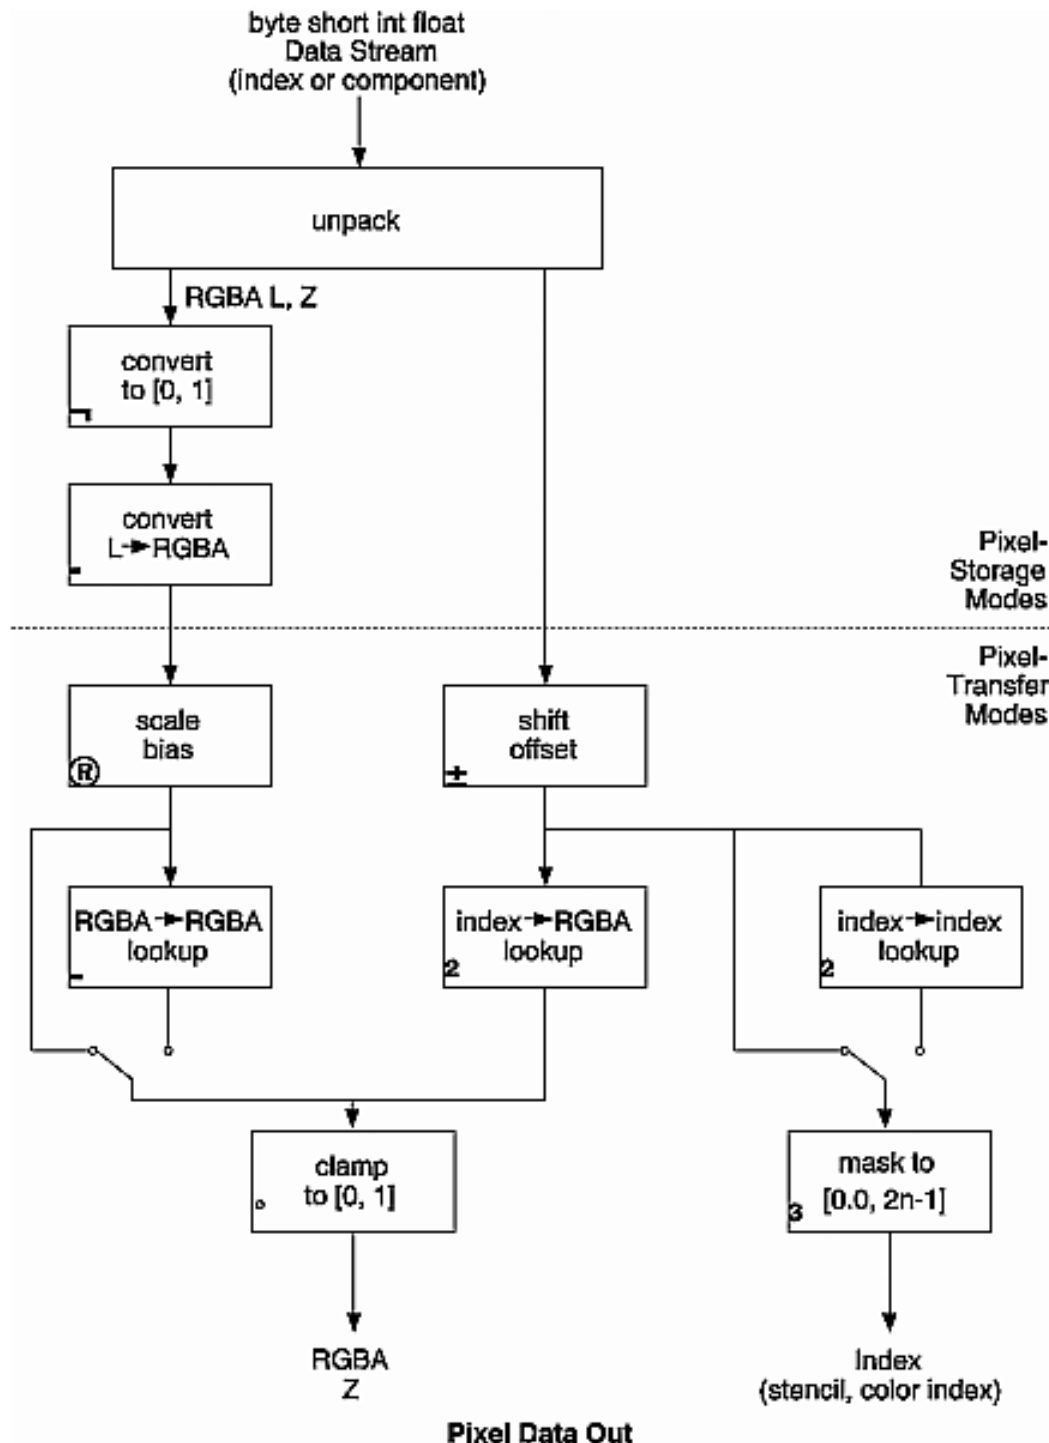 byte short int float
Data Stream
(index or component)
unpack
RGBA L, Z
convert
to [0, 1]
convert
L→RGBA
Pixel-
Storage
Modes
Pixel-
Transfer
Modes
scale
bias
®
shift
offset
±
RGBA→RGBA
lookup
-
index→RGBA
lookup
2
index→index
lookup
2
clamp
to [0, 1]
°
mask to
[0.0, 2n-1]
3
RGBA
Z
Index
(stencil, color index)
Pixel Data Out